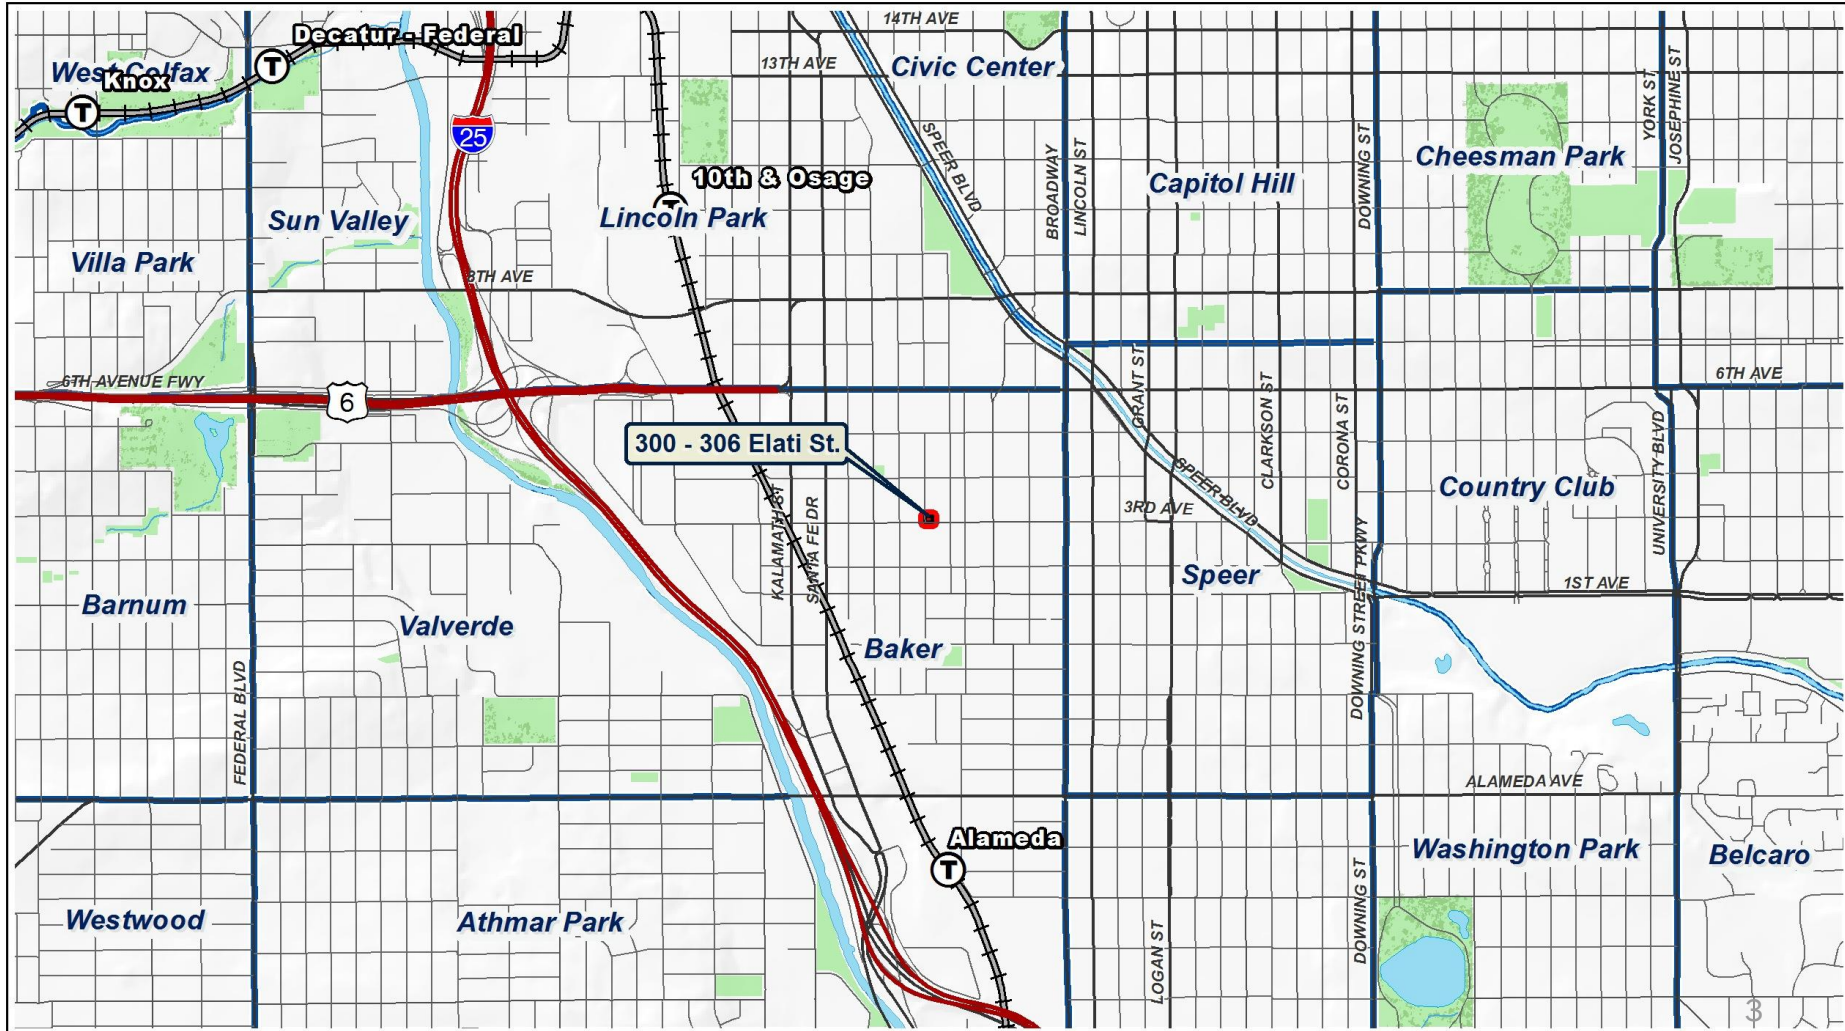 14TH AVE
Decatur - Federal
West Colfax
Knox
13TH AVE
Civic Center
YORK ST
JOSEPHINE ST
25
SPEER BLVD
BROADWAY
LINCOLN ST
DOWNING ST
Cheesman Park
10th & Osage
Capitol Hill
Sun Valley
Lincoln Park
Villa Park
8TH AVE
6TH AVENUE FWY
6
GRANT ST
6TH AVE
CLARKSON ST
CORONA ST
300 - 306 Elati St.
UNIVERSITY BLVD
Country Club
KALAMATH ST
SANTA FE DR
SPEER BLVD
3RD AVE
Speer
1ST AVE
DOWNING STREET PKWY
Barnum
Valverde
Baker
FEDERAL BLVD
ALAMEDA AVE
Alameda
T
T
T
T
Washington Park
Belcaro
Westwood
Athmar Park
DOWNING ST
LOGAN ST
3